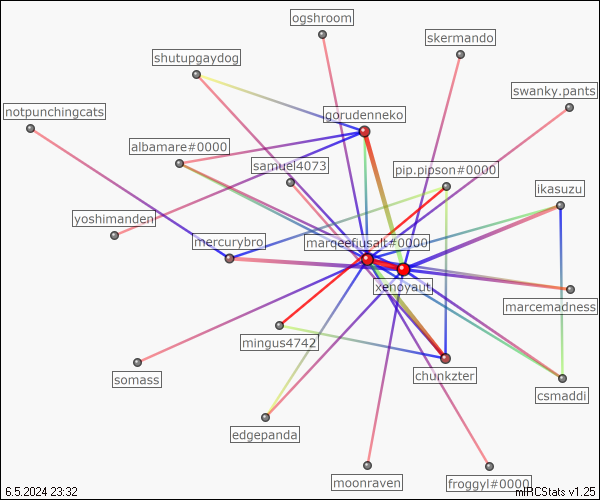 ogshroom
skermando
shutupgaydog
swanky.pants
notpunchingcats
gorudenneko
albamare#0000
samuel4073
pip.pipson#0000
ikasuzu
yoshimanden
mercurybro
marqeefiusalt#0000
xenoyaut
marcemadness
mingus4742
somass
chunkzter
csmaddi
edgepanda
moonraven
froggyl#0000
6.5.2024 23:32
mIRCStats v1.25